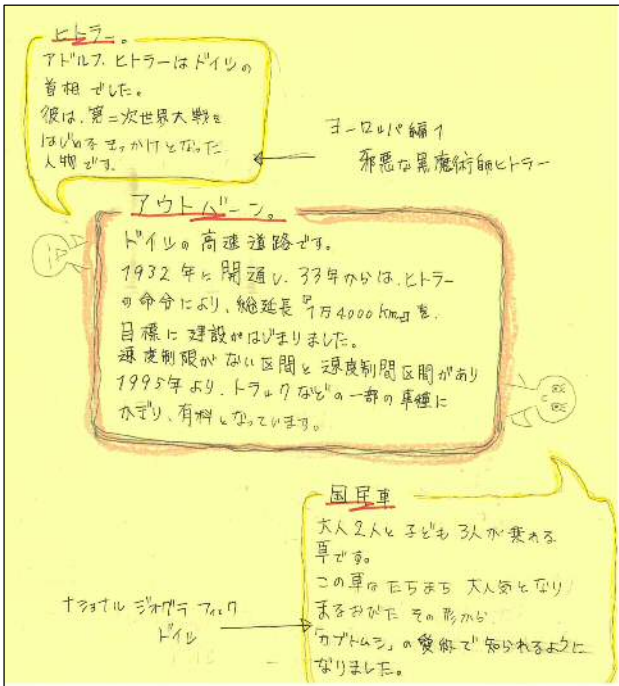 ヒトラー。
アドルフ.ヒトラーはドイツの
首相でした。
彼は、第二次世界大戦を
はじめるきっかけとなった
人物です。
ヨーロッパ編1
邪悪な黒魔術師ヒトラー
アウトバーン。
ドイツの高速道路です。
1932年に開通し、33年からは、ヒトラー
の命令により、総延長『1万4000km』を、
目標に建設がはじまりました。
速度制限がない区間と速度制間区間があり
1995年より、トラックなどの一部の車種に
かぎり、有料となっています。
国民車
大人2人と子ども3人が乗れる
車です。
この車はたちまち大人気となり
まるおびた その形から
「カブトムシ」の愛称で知られるように
なりました。
ナショナル ジオグラフィック
ドイツ